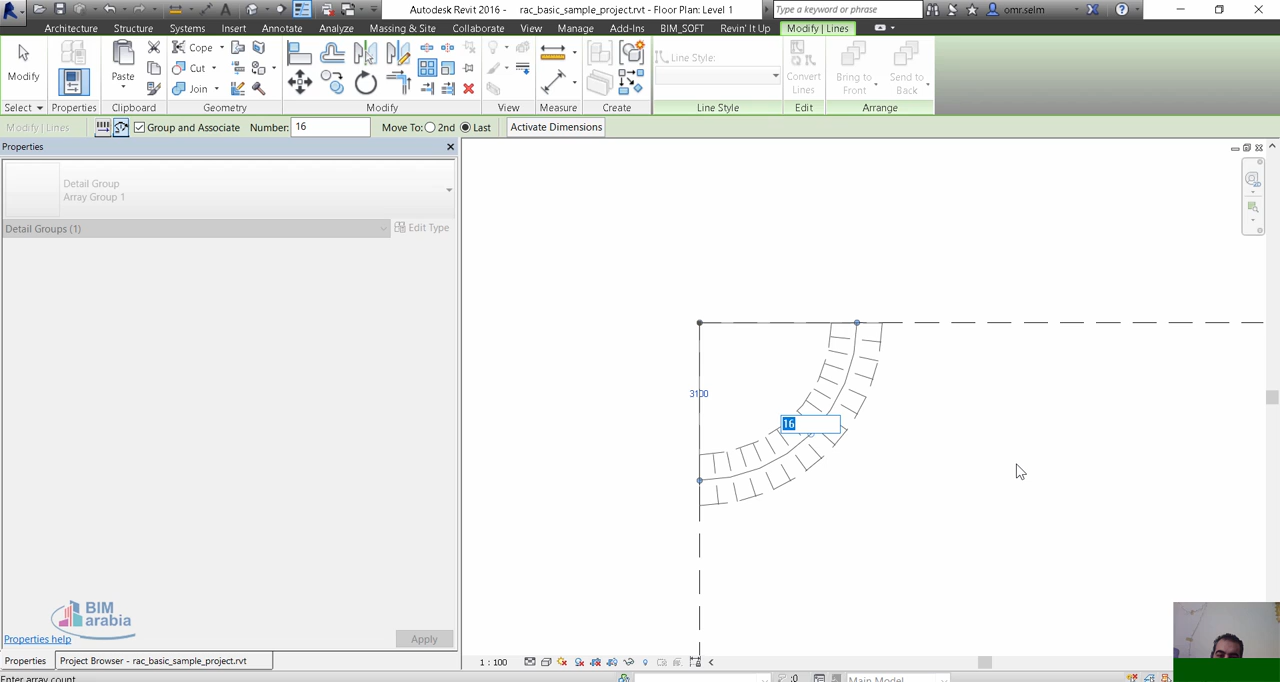 Autodesk Revit 2016 - rac_basic_sample_project.rvt - Floor Plan: Level 1
Type a keyword or phrase
omr.selm
Architecture Structure Systems Insert Annotate Analyze Massing & Site Collaborate View Manage Add-Ins BIM_SOFT Revin' It Up Modify | Lines
Modify
Paste
Cope
Cut
Join
Line Style:
Convert Lines
Bring to Front
Send to Back
Select Properties Clipboard Geometry Modify View Measure Create Line Style Edit Arrange
Modify | Lines
Group and Associate Number: 16 Move To: 2nd Last Activate Dimensions
Properties
Detail Group
Array Group 1
Detail Groups (1)
Edit Type
3100
16
BIM
arabia
Properties help
Apply
Properties Project Browser - rac_basic_sample_project.rvt
1 : 100
Enter array count
:0
Main Model